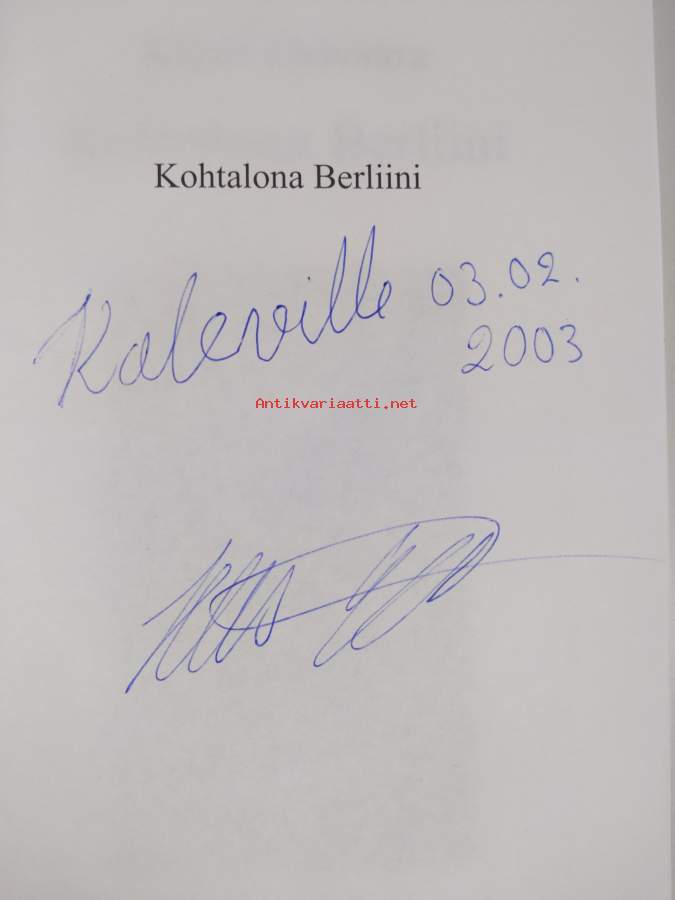 Kohtalona Berliini
Kaleville 03.02.
2003
Antikvariaatti.net